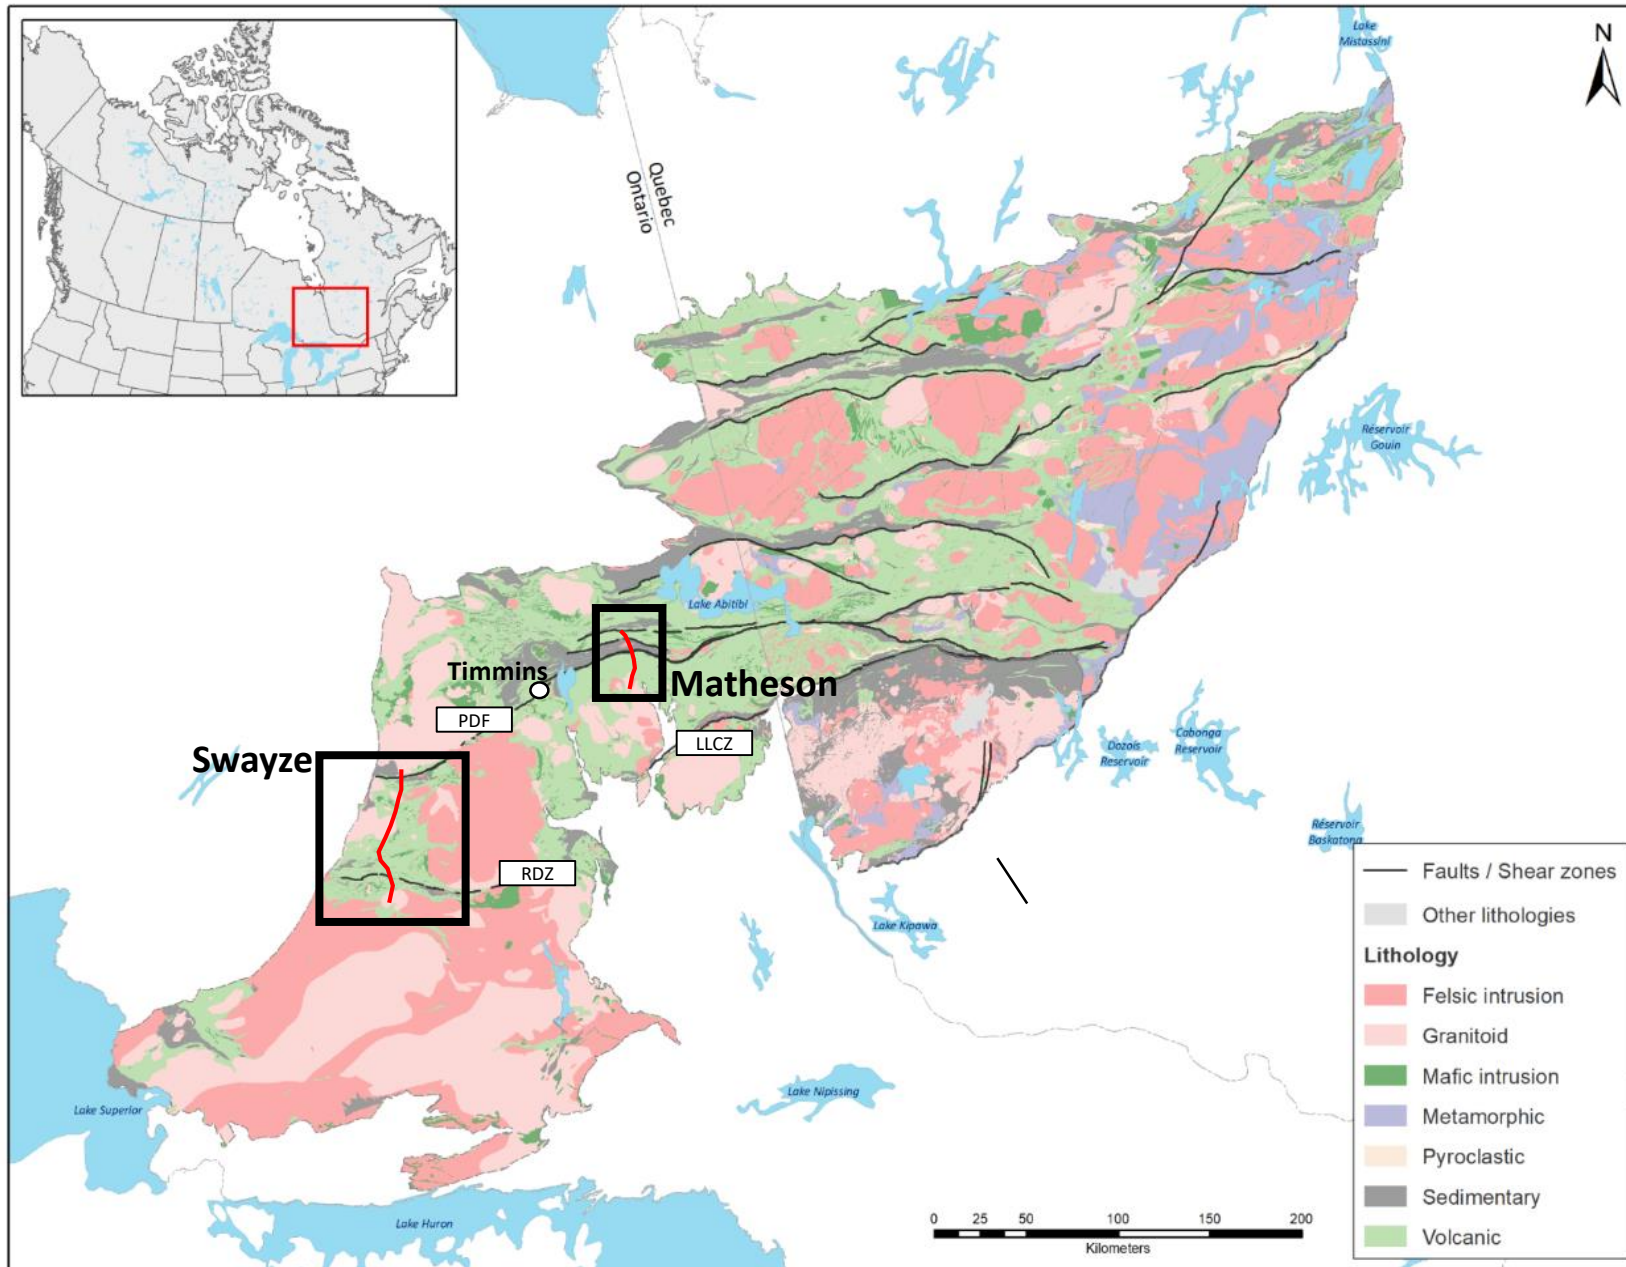 N
Lake
Mistassini
Quebec
Ontario
Réservoir
Gouin
Lake Abitibi
Timmins
Matheson
PDF
LLCZ
Swayze
Dozois
Reservoir
Cabonga
Reservoir
Réservoir
Baskatong
RDZ
Lake Kipawa
Lake Nipissing
Lake Superior
Lake Huron
0 25 50 100 150 200
Kilometers
Faults / Shear zones
Other lithologies
Lithology
Felsic intrusion
Granitoid
Mafic intrusion
Metamorphic
Pyroclastic
Sedimentary
Volcanic